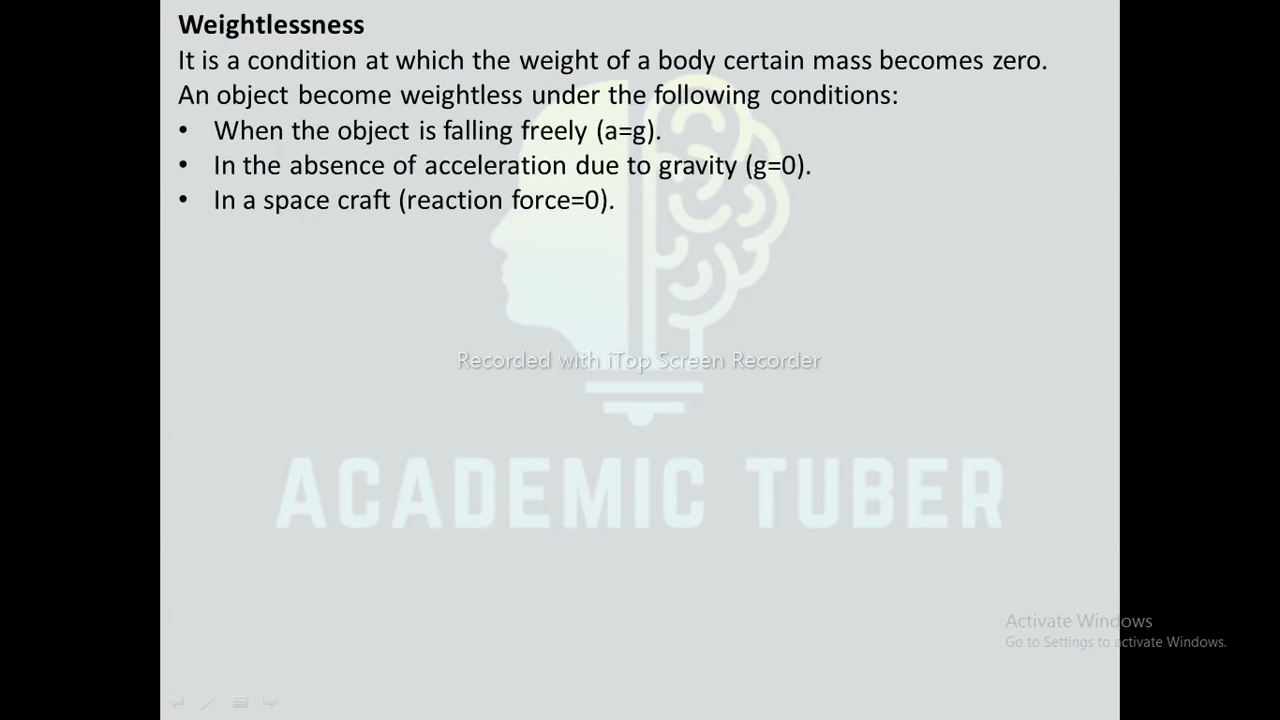 Weightlessness
It is a condition at which the weight of a body certain mass becomes zero.
An object become weightless under the following conditions:
• When the object is falling freely (a=g).
• In the absence of acceleration due to gravity (g=0).
• In a space craft (reaction force=0).
Recorded with iTop Screen Recorder
ACADEMIC TUBER
Activate Windows
Go to Settings to activate Windows.